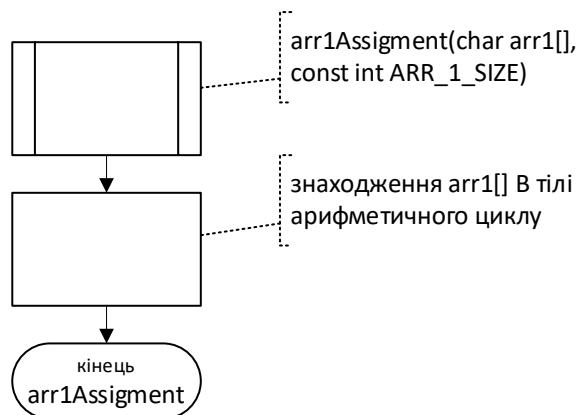 arr1Assigment(char arr1[],
const int ARR_1_SIZE)
знаходження arr1[] В тілі
арифметичного циклу
кінець
arr1Assigment